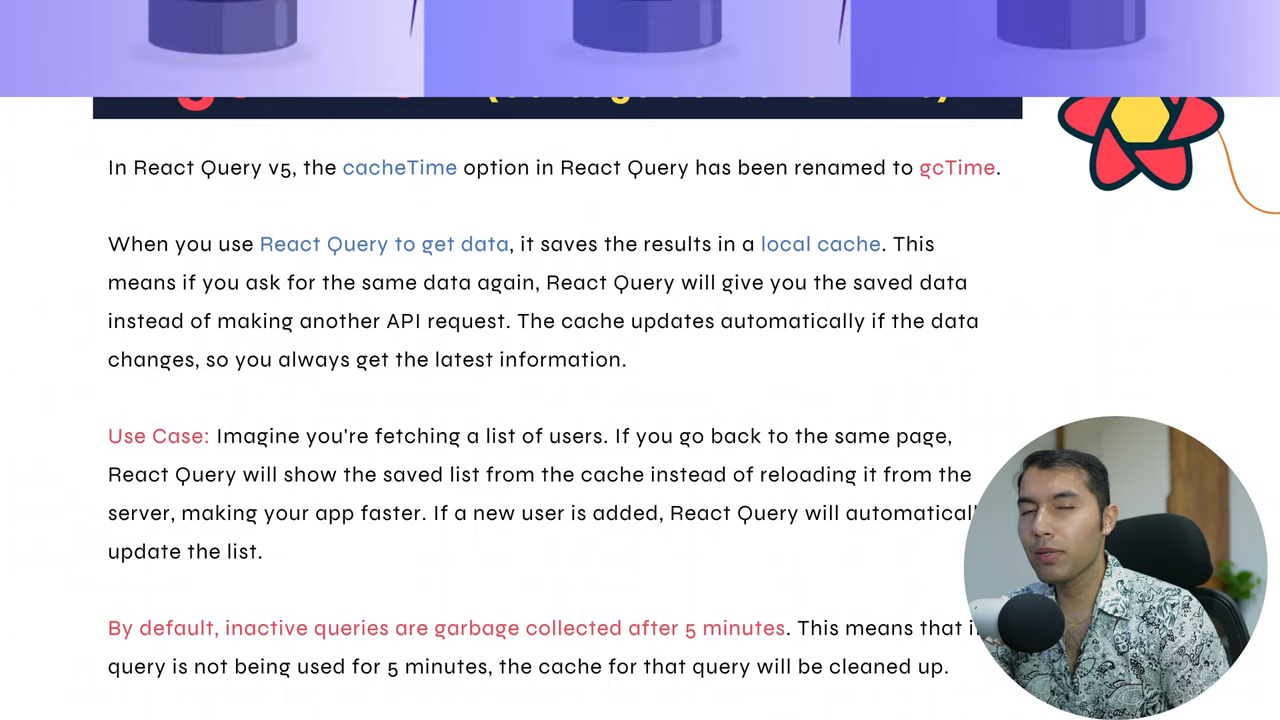 In React Query v5, the cacheTime option in React Query has been renamed to gcTime.
When you use React Query to get data, it saves the results in a local cache. This
means if you ask for the same data again, React Query will give you the saved data
instead of making another API request. The cache updates automatically if the data
changes, so you always get the latest information.
Use Case: Imagine you're fetching a list of users. If you go back to the same page,
React Query will show the saved list from the cache instead of reloading it from the
server, making your app faster. If a new user is added, React Query will
update the list.
By default, inactive queries are garbage collected after 5 minutes. This means that
query is not being used for 5 minutes, the cache for that query will be cleaned up.